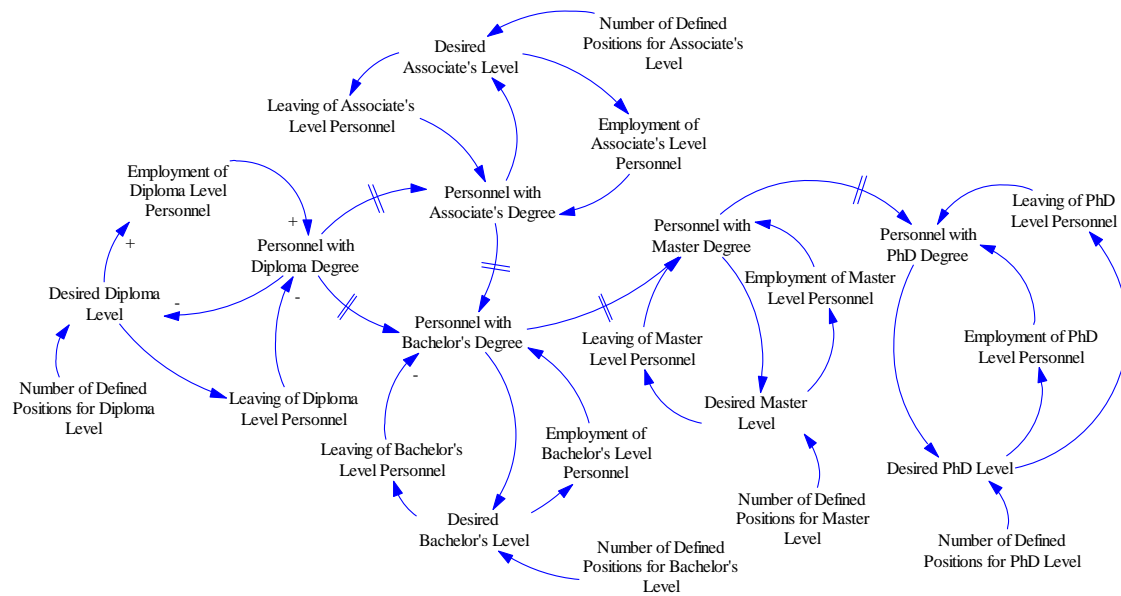 Number of Defined
Positions for Associate's
Level
Desired
Associate's Level
Leaving of Associate's
Level Personnel
Employment of
Associate's Level
Personnel
Employment of
Diploma Level
Personnel
Personnel with
Associate's Degree
Leaving of PhD
Level Personnel
+
Personnel with
Master Degree
Personnel with
PhD Degree
+
Personnel with
Diploma Degree
Employment of Master
Level Personnel
Desired Diploma
Level
-
-
Personnel with
Bachelor's Degree
Leaving of Master
Level Personnel
Employment of PhD
Level Personnel
-
Number of Defined
Positions for Diploma
Level
Leaving of Diploma
Level Personnel
Desired Master
Level
Leaving of Bachelor's
Level Personnel
Employment of
Bachelor's Level
Personnel
Desired PhD Level
Number of Defined
Positions for Master
Level
Desired
Bachelor's Level
Number of Defined
Positions for Bachelor's
Level
Number of Defined
Positions for PhD Level